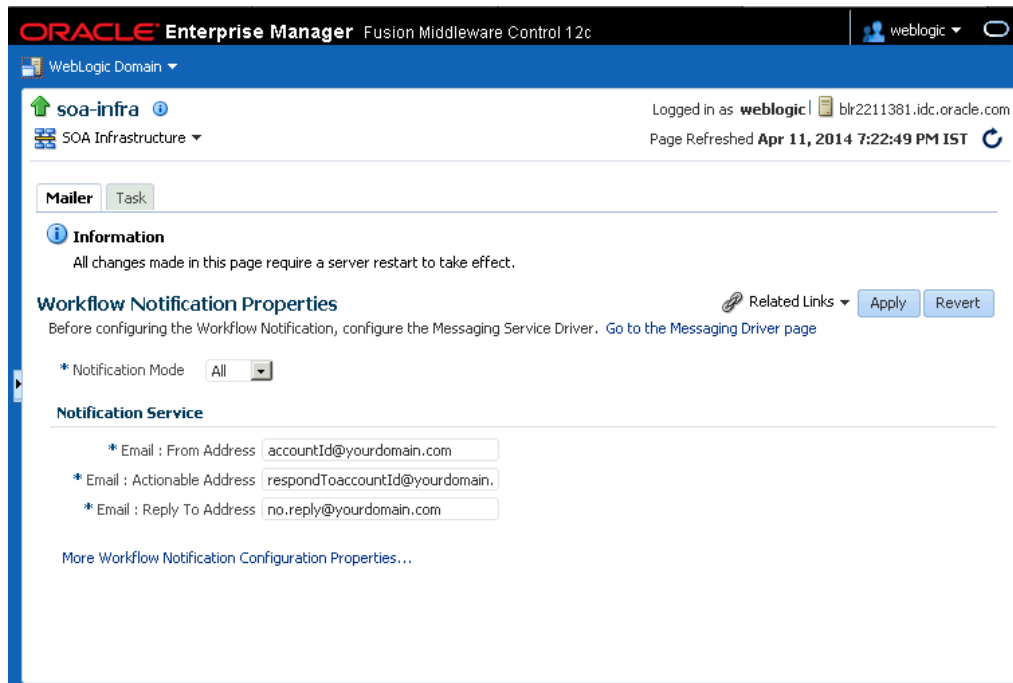 ORACLE Enterprise Manager Fusion Middleware Control 12c
weblogic
WebLogic Domain
soa-infra
Logged in as weblogic blr2211381.idc.oracle.com
SOA Infrastructure
Page Refreshed Apr 11, 2014 7:22:49 PM IST
Mailer Task
Information
All changes made in this page require a server restart to take effect.
Workflow Notification Properties
Related Links Apply Revert
Before configuring the Workflow Notification, configure the Messaging Service Driver. Go to the Messaging Driver page
* Notification Mode All
Notification Service
* Email : From Address accountId@yourdomain.com
* Email : Actionable Address respondToaccountId@yourdomain.
* Email : Reply To Address no.reply@yourdomain.com
More Workflow Notification Configuration Properties...